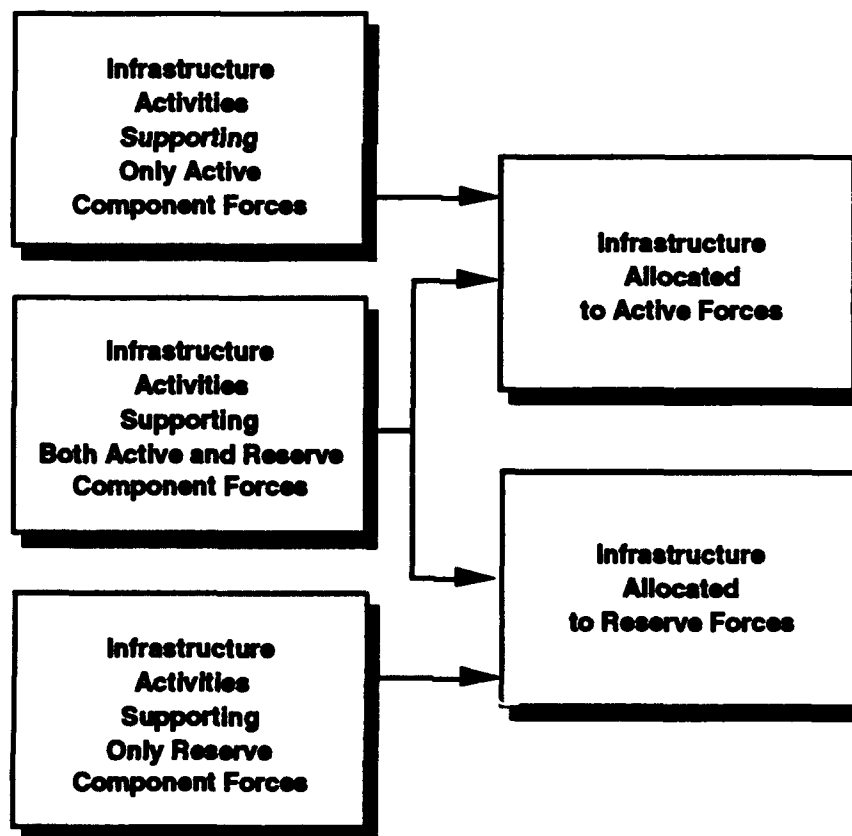 Infrastructure
Activities
Supporting
Only Active
Component Forces
Infrastructure
Activities
Supporting
Both Active and Reserve
Component Forces
Infrastructure
Activities
Supporting
Only Reserve
Component Forces
Infrastructure
Allocated
to Active Forces
Infrastructure
Allocated
to Reserve Forces